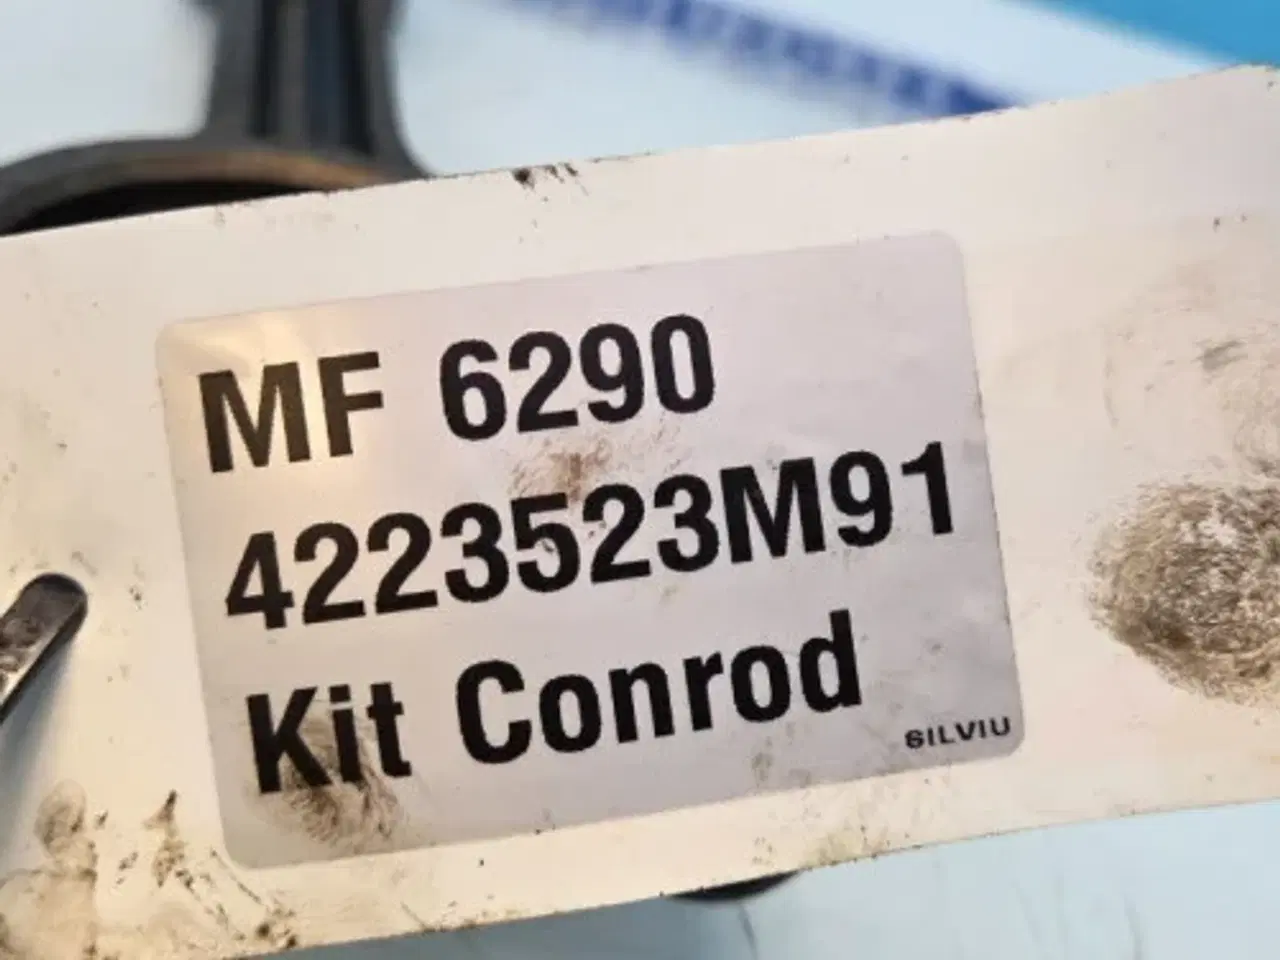 MF 6290
4223523M91
Kit Conrod
SILVIU